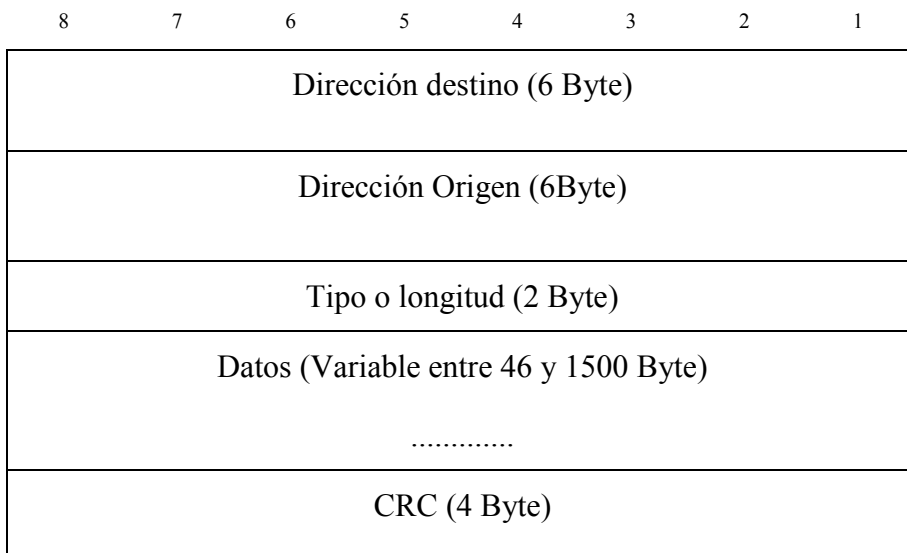 8 7 6 5 4 3 2 1
Dirección destino (6 Byte)
Dirección Origen (6Byte)
Tipo o longitud (2 Byte)
Datos (Variable entre 46 y 1500 Byte)
.............
CRC (4 Byte)